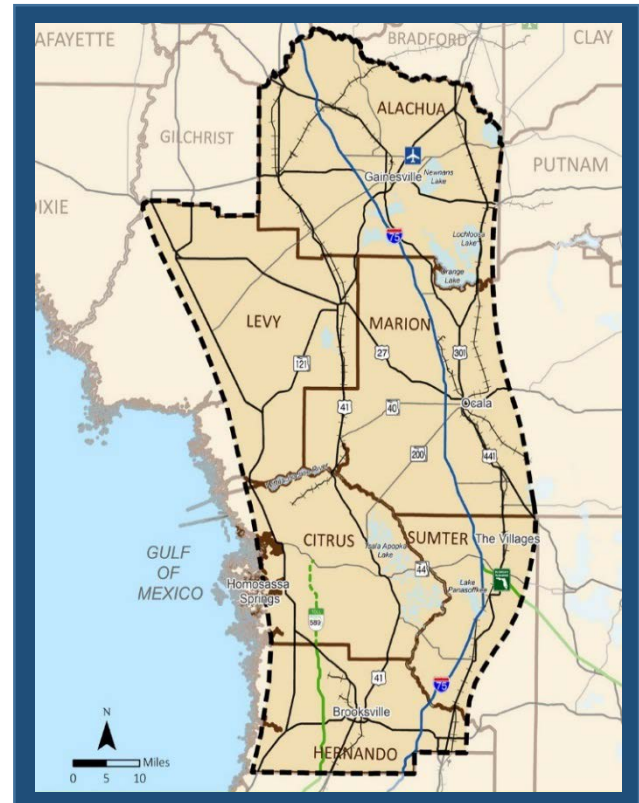 AFAYETTE
BRADFORD
CLAY
ALACHUA
GILCHRIST
PUTNAM
Gainesville
Newnans
Lake
DIXIE
Lochloosa
Lake
75
Orange
Lake
LEVY
MARION
121
27
301
41
40
Ocala
200
441
CITRUS
SUMTER
The Villages
Lake
44
GULF
OF
MEXICO
Homosassa
Springs
Lake
Panasoffkee
589
41
75
Brooksville
HERNANDO
N
Miles
0 5 10